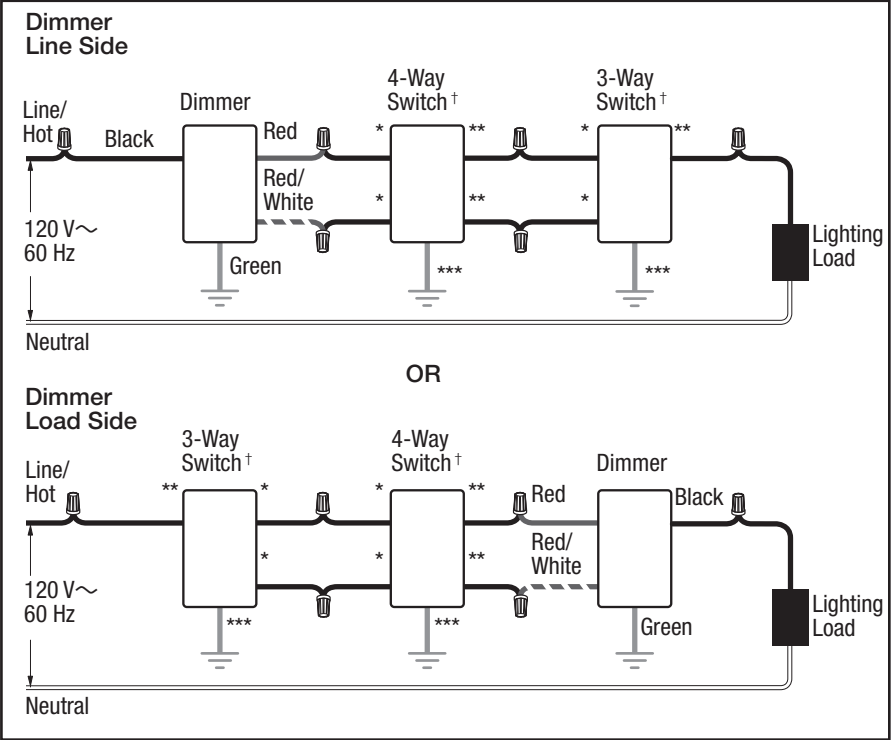 Dimmer
Line Side
4-Way
Switch †
3-Way
Switch †
Dimmer
Line/
Hot
Black
Red
*
**
*
**
Red/
White
*
**
*
120 V~
60 Hz
Green
***
***
Lighting
Load
Neutral
OR
Dimmer
Load Side
3-Way
Switch †
4-Way
Switch †
Dimmer
Line/
Hot
**
*
*
**
Red
Black
*
*
**
Red/
White
120 V~
60 Hz
***
***
Green
Lighting
Load
Neutral